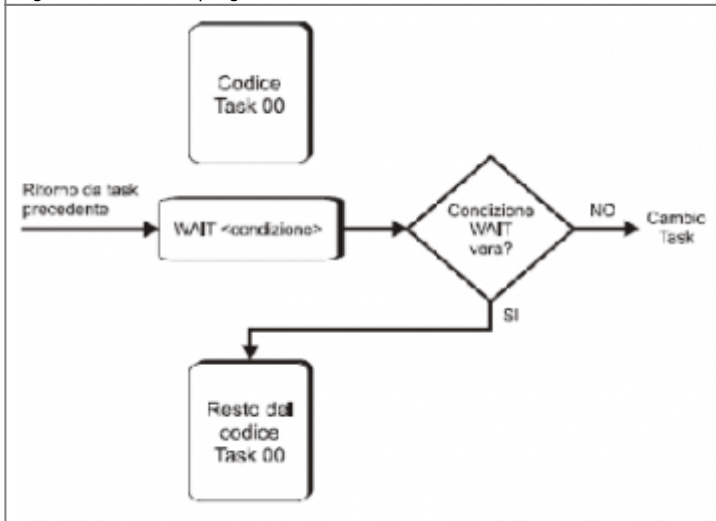 Codice
Task 00
Ritorno da task
precedente
WAIT <condizione>
Condizione
WAIT
vera?
NO
Cambio
Task
SI
Resto del
codice
Task 00